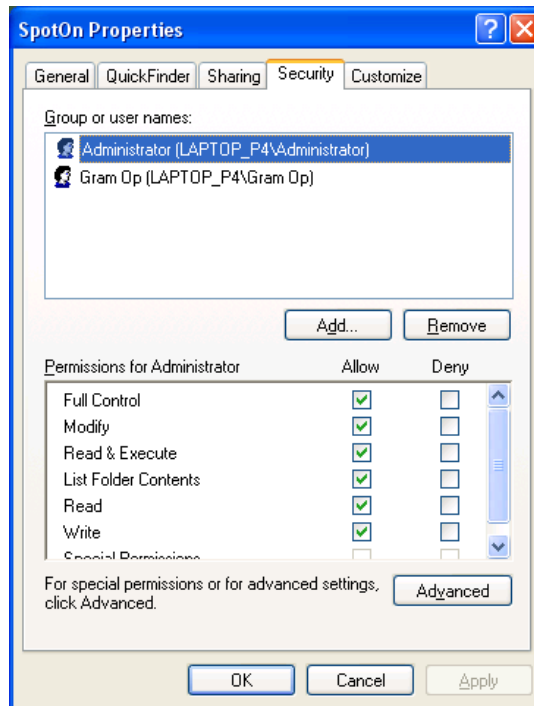 SpotOn Properties
General QuickFinder Sharing Security Customize
Group or user names:
Administrator (LAPTOP_P4\Administrator)
Gram Op (LAPTOP_P4\Gram Op)
Add... Remove
Permissions for Administrator Allow Deny
Full Control
Modify
Read & Execute
List Folder Contents
Read
Write
Special Permissions
For special permissions or for advanced settings,
click Advanced.
Advanced
OK Cancel Apply